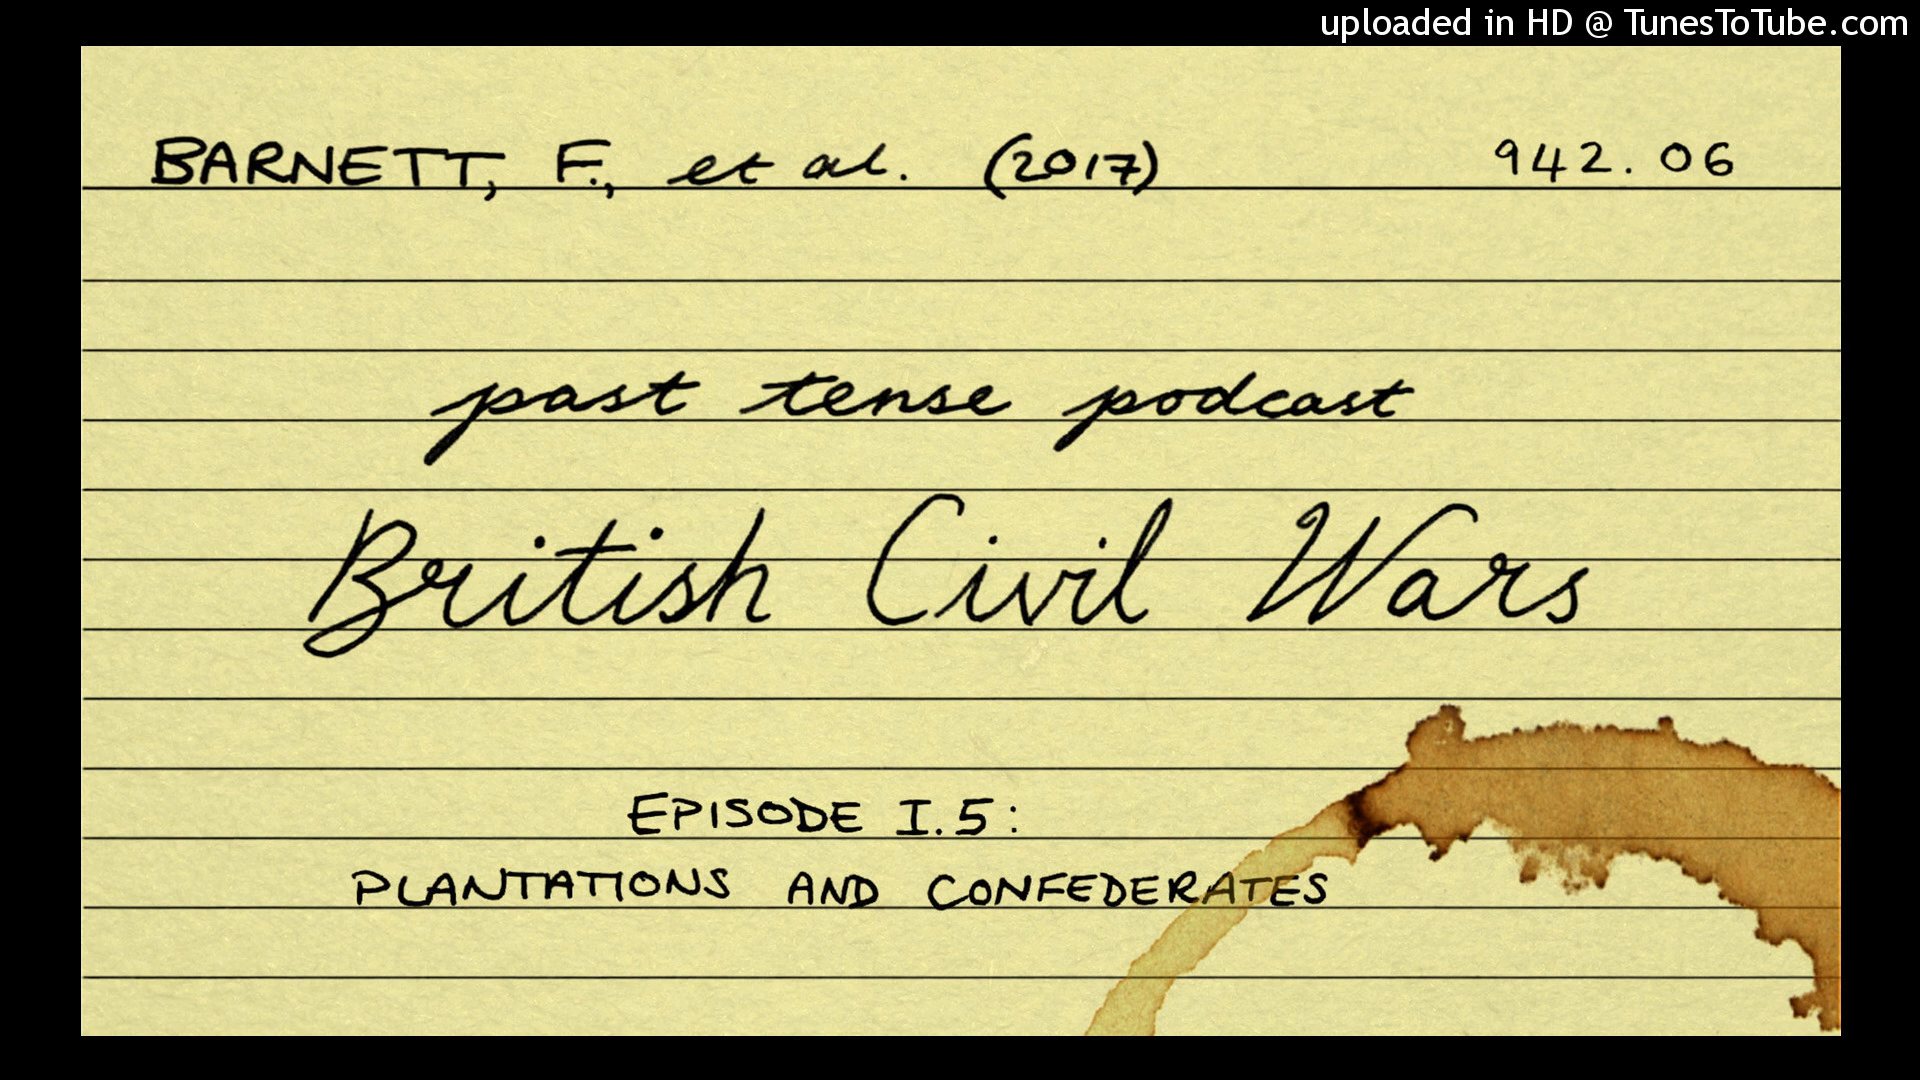 uploaded in HD @ TunesToTube.com
BARNETT, F., et al. (2017) 942.06
past tense podcast
British Civil Wars
EPISODE I.5:
PLANTATIONS AND CONFEDERATES